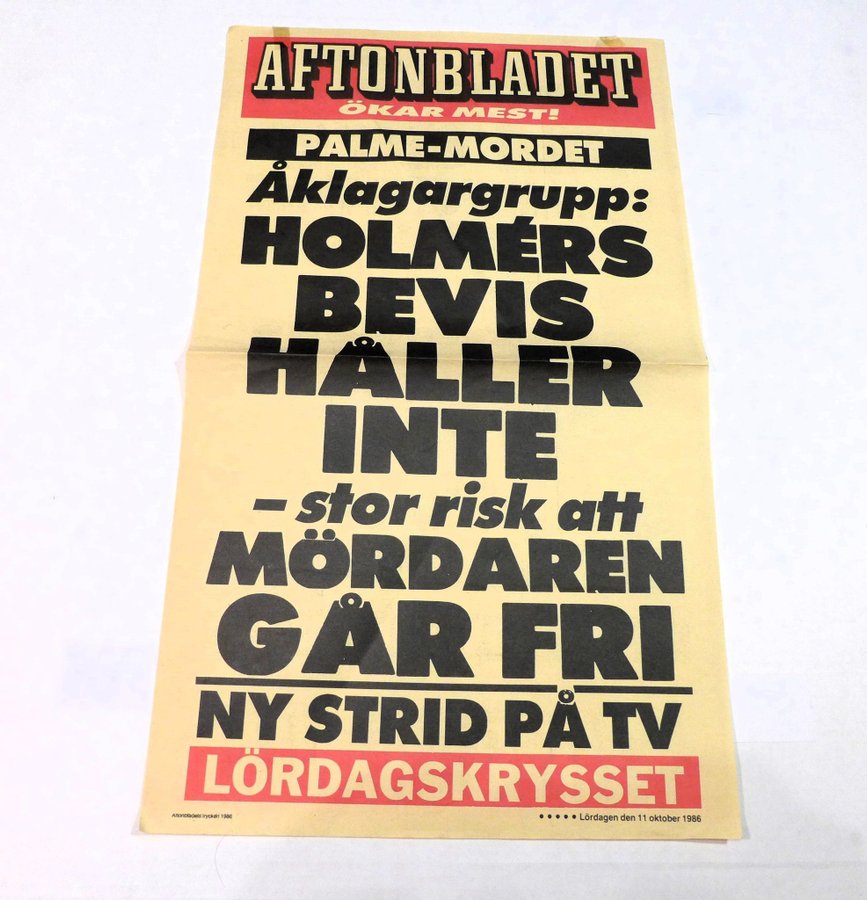 AFTONBLADET
ÖKAR MEST!
PALME-MORDET
Åklagargrupp:
HOLMÉRS
BEVIS
HÅLLER
INTE
– stor risk att
MÖRDAREN
GÅR FRI
NY STRID PÅ TV
LÖRDAGSKRYSSET
Aftonbladets tryckeri 1986
••••• Lördagen den 11 oktober 1986